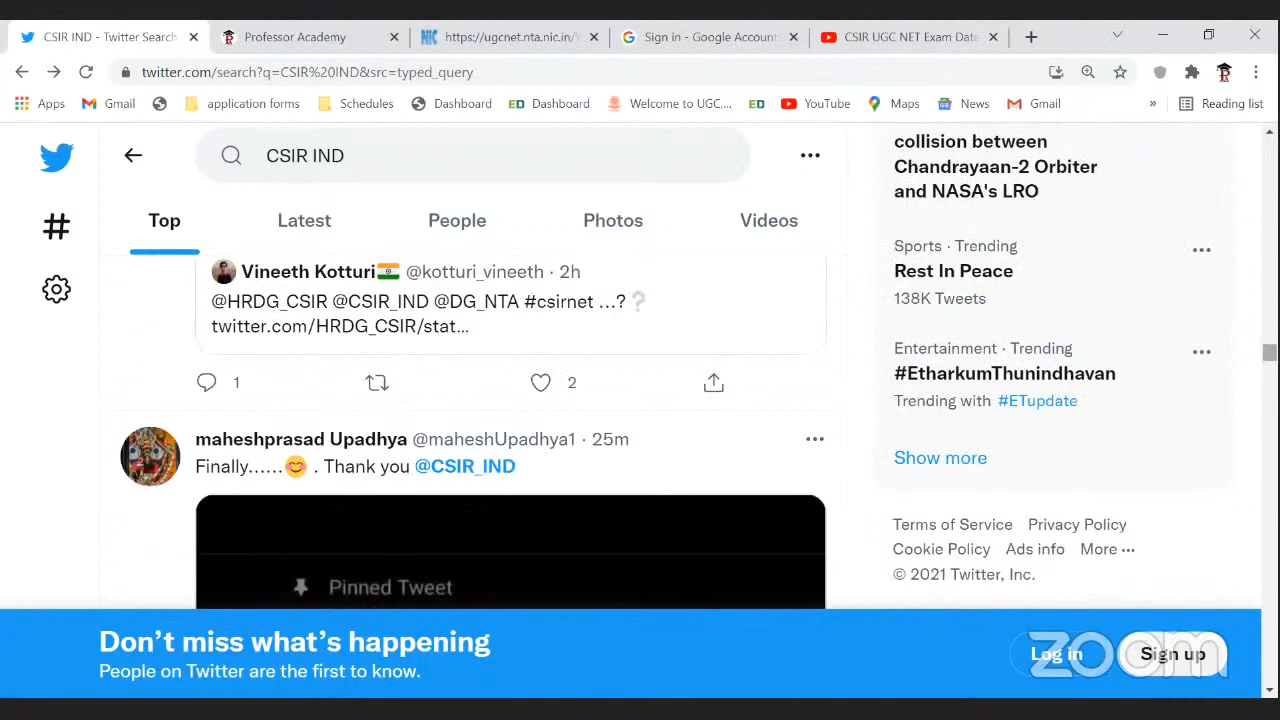 CSIR IND - Twitter Search
Professor Academy
https://ugcnet.nta.nic.in/
Sign in - Google Account
CSIR UGC NET Exam Date
twitter.com/search?q=CSIR%20IND&src=typed_query
Apps
Gmail
application forms
Schedules
Dashboard
ED Dashboard
Welcome to UGC,...
ED
YouTube
Maps
News
Gmail
»
Reading list
CSIR IND
Top
Latest
People
Photos
Videos
Vineeth Kotturi🇮🇳 @kotturi_vineeth · 2h
@HRDG_CSIR @CSIR_IND @DG_NTA #csirnet ...?❔
twitter.com/HRDG_CSIR/stat...
1
2
maheshprasad Upadhya @maheshUpadhya1 · 25m
Finally......😊 . Thank you @CSIR_IND
Pinned Tweet
collision between
Chandrayaan-2 Orbiter
and NASA's LRO
Sports · Trending
Rest In Peace
138K Tweets
Entertainment · Trending
#EtharkumThunindhavan
Trending with #ETupdate
Show more
Terms of Service Privacy Policy
Cookie Policy Ads info More ···
© 2021 Twitter, Inc.
Don't miss what's happening
People on Twitter are the first to know.
Log in
Sign up
zoom